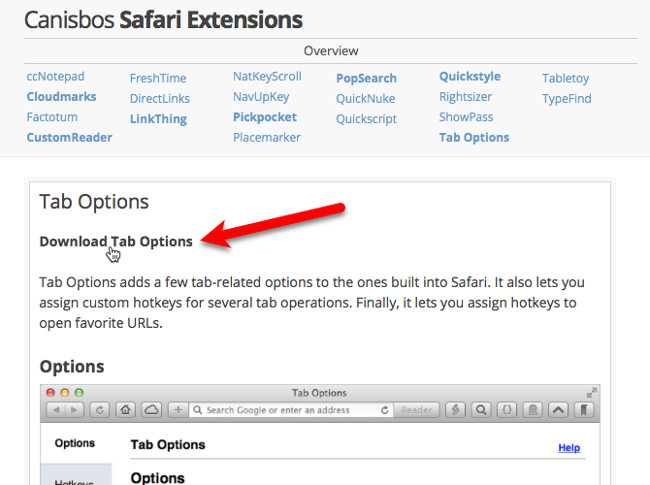 Canisbos Safari Extensions
Overview
ccNotepad
Cloudmarks
Factotum
CustomReader
FreshTime
DirectLinks
LinkThing
NatKeyScroll
NavUpKey
Pickpocket
Placemarker
PopSearch
QuickNuke
Quickscript
Quickstyle
Rightsizer
ShowPass
Tab Options
Tabletoy
TypeFind
Tab Options
Download Tab Options
Tab Options adds a few tab-related options to the ones built into Safari. It also lets you
assign custom hotkeys for several tab operations. Finally, it lets you assign hotkeys to
open favorite URLs.
Options
Tab Options
Search Google or enter an address
Reader
Options
Tab Options
Help
Hotkeys
Options